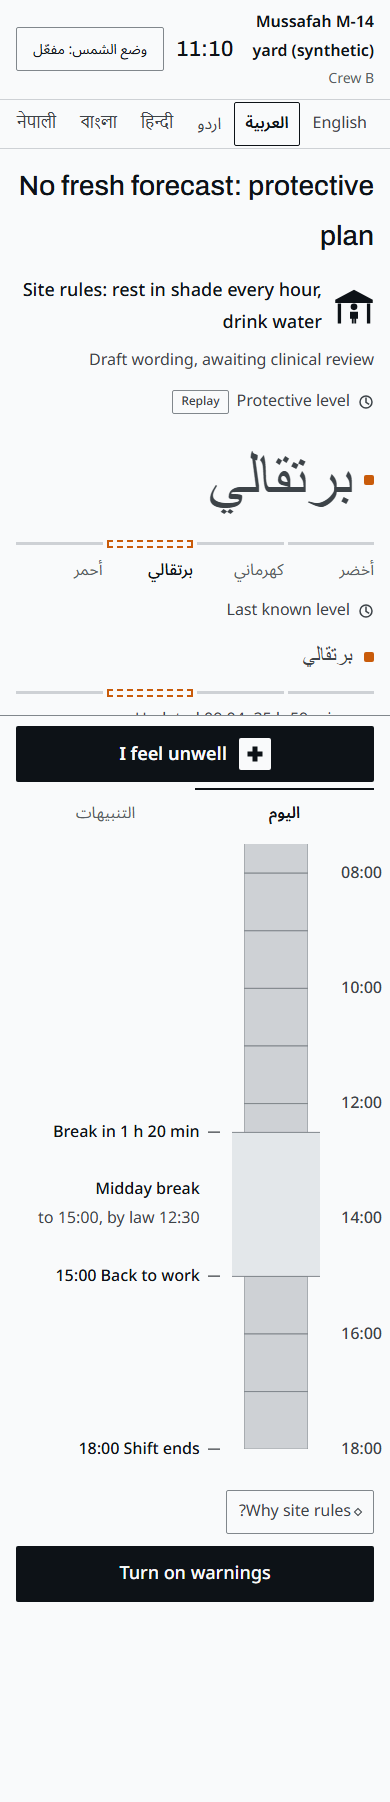 Mussafah M-14
yard (synthetic)
Crew B
11:10
وضع الشمس: مفعّل
English
العربية
اردو
हिन्दी
বাংলা
नेपाली
No fresh forecast: protective
plan
Site rules: rest in shade every hour,
drink water
Draft wording, awaiting clinical review
Protective level
Replay
برتقالي
أخضر
كهرماني
برتقالي
أحمر
Last known level
برتقالي
I feel unwell
اليوم
التنبيهات
08:00
10:00
12:00
Break in 1 h 20 min
Midday break
to 15:00, by law 12:30
14:00
15:00 Back to work
16:00
18:00 Shift ends
18:00
?Why site rules
Turn on warnings